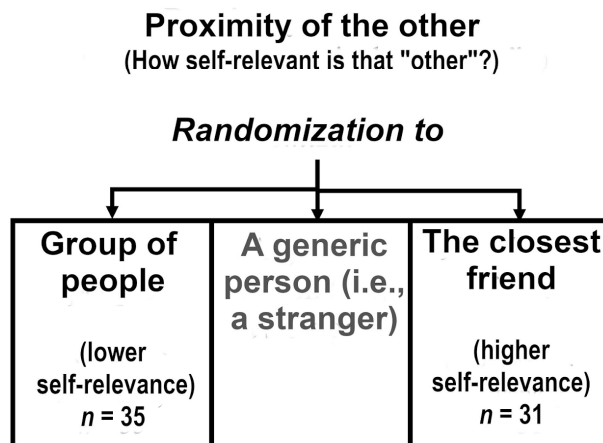 Proximity of the other
(How self-relevant is that "other"?)
Randomization to
Group of
people
(lower
self-relevance)
n = 35
A generic
person (i.e.,
a stranger)
The closest
friend
(higher
self-relevance)
n = 31